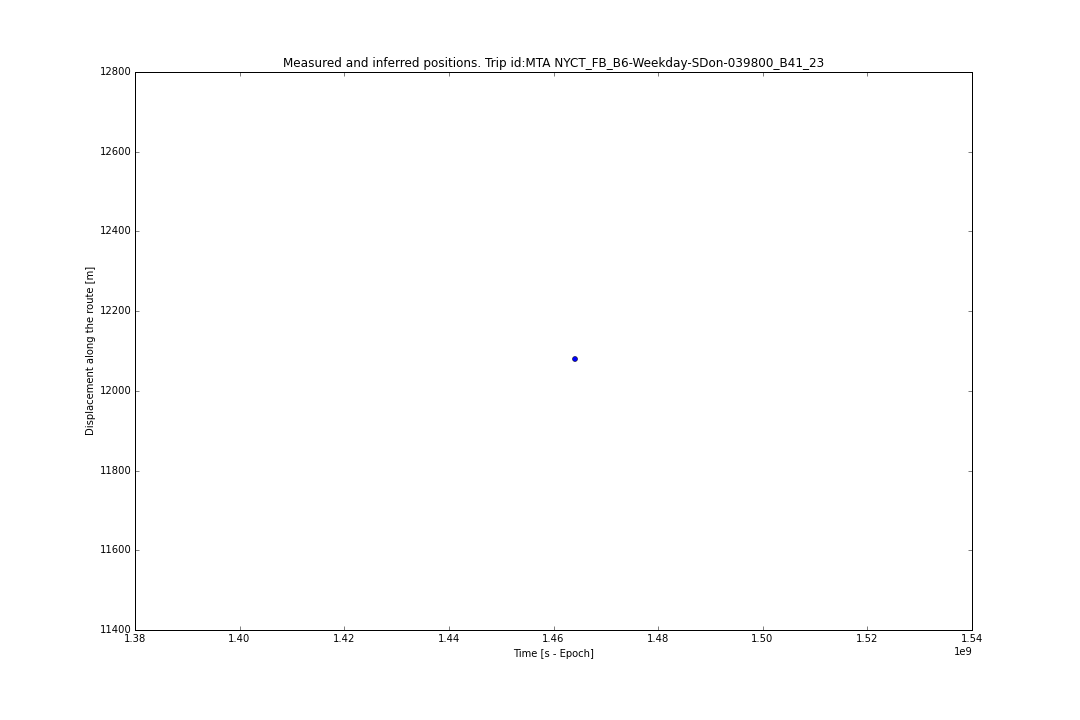 Measured and inferred positions. Trip id:MTA NYCT_FB_B6-Weekday-SDon-039800_B41_23
12800
12600
12400
12200
12000
11800
11600
11400
Displacement along the route [m]
1.38 1.40 1.42 1.44 1.46 1.48 1.50 1.52 1.54
1e9
Time [s - Epoch]